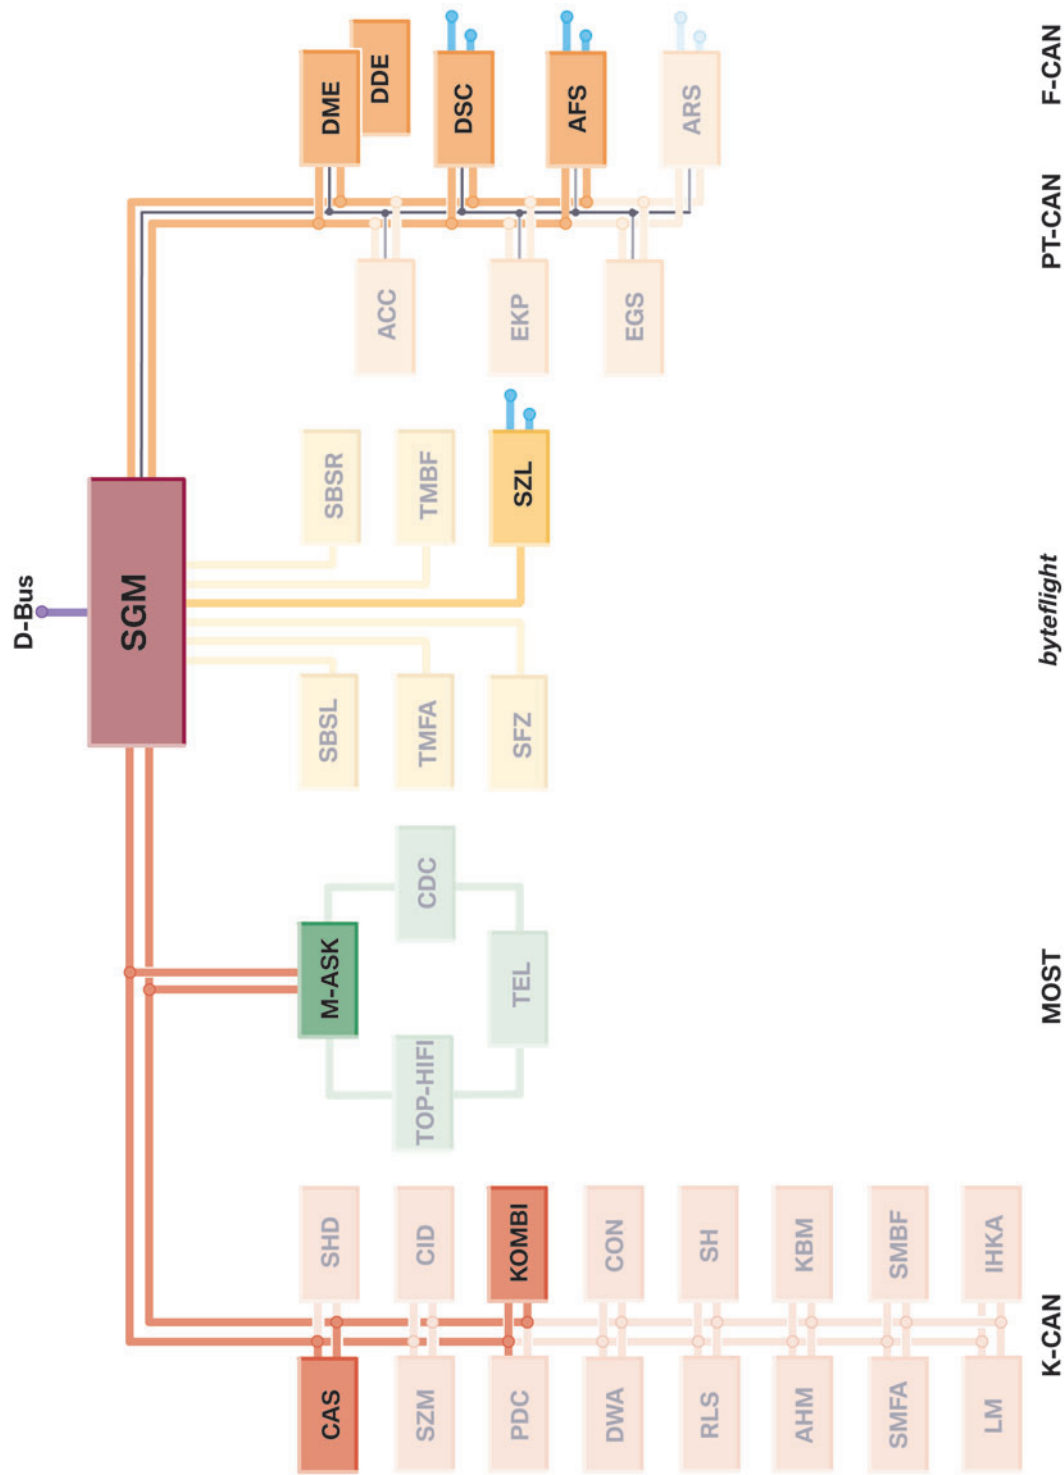 D-Bus
SGM
CAS
SHD
SZM
CID
PDC
KOMBI
DWA
CON
RLS
SH
AHM
KBM
SMFA
SMBF
LM
IHKA
M-ASK
TOP-HIFI
CDC
TEL
SBSL
SBSR
TMFA
TMBF
SFZ
SZL
DME
DDE
ACC
DSC
EKP
AFS
EGS
ARS
K-CAN
MOST
byteflight
PT-CAN
F-CAN